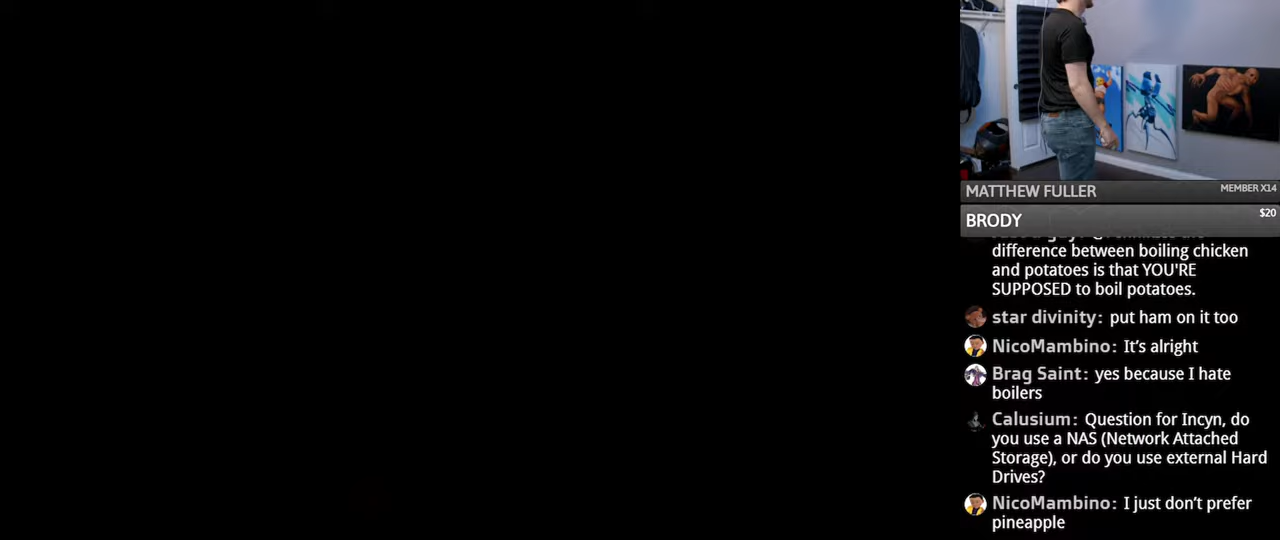 MATTHEW FULLER
MEMBER X14
BRODY
$20
difference between boiling chicken
and potatoes is that YOU'RE
SUPPOSED to boil potatoes.
star divinity: put ham on it too
NicoMambino: It’s alright
Brag Saint: yes because I hate
boilers
Calusium: Question for Incyn, do
you use a NAS (Network Attached
Storage), or do you use external Hard
Drives?
NicoMambino: I just don’t prefer
pineapple